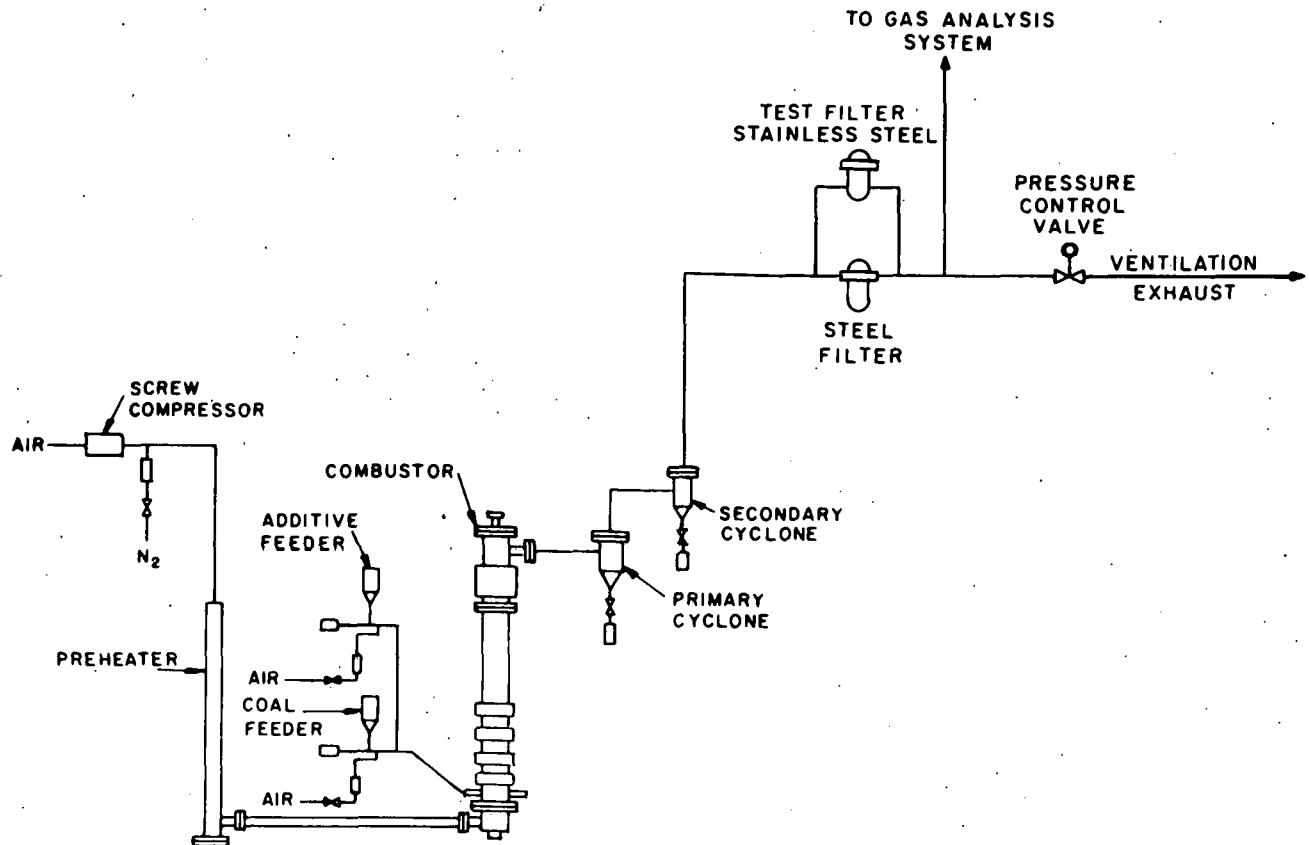 TO GAS ANALYSIS
SYSTEM
TEST FILTER
STAINLESS STEEL
PRESSURE
CONTROL
VALVE
VENTILATION
EXHAUST
STEEL
FILTER
SCREW
COMPRESSOR
AIR
N2
COMBUSTOR
ADDITIVE
FEEDER
SECONDARY
CYCLONE
PRIMARY
CYCLONE
PREHEATER
AIR
COAL
FEEDER
AIR